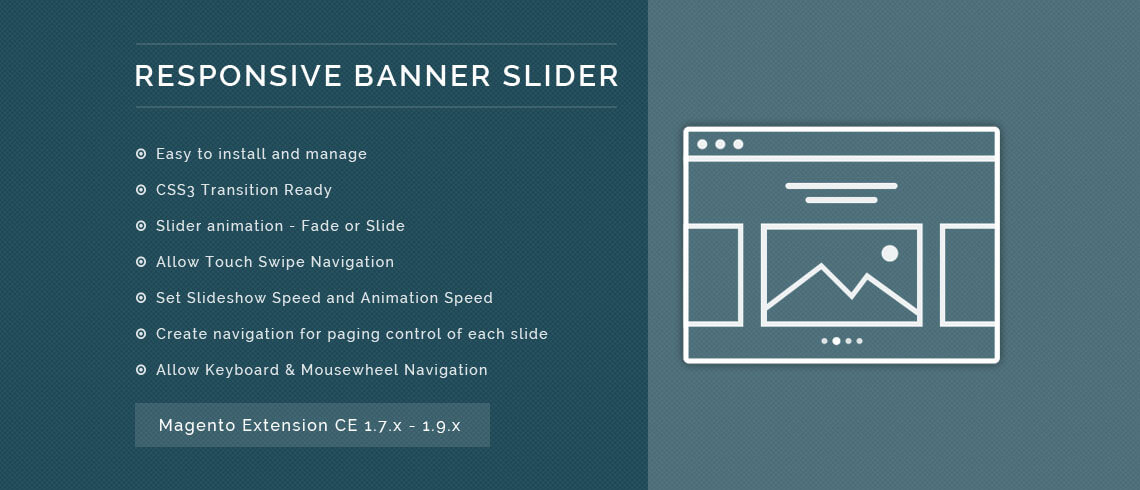 RESPONSIVE BANNER SLIDER
Easy to install and manage
CSS3 Transition Ready
Slider animation - Fade or Slide
Allow Touch Swipe Navigation
Set Slideshow Speed and Animation Speed
Create navigation for paging control of each slide
Allow Keyboard & Mousewheel Navigation
Magento Extension CE 1.7.x - 1.9.x